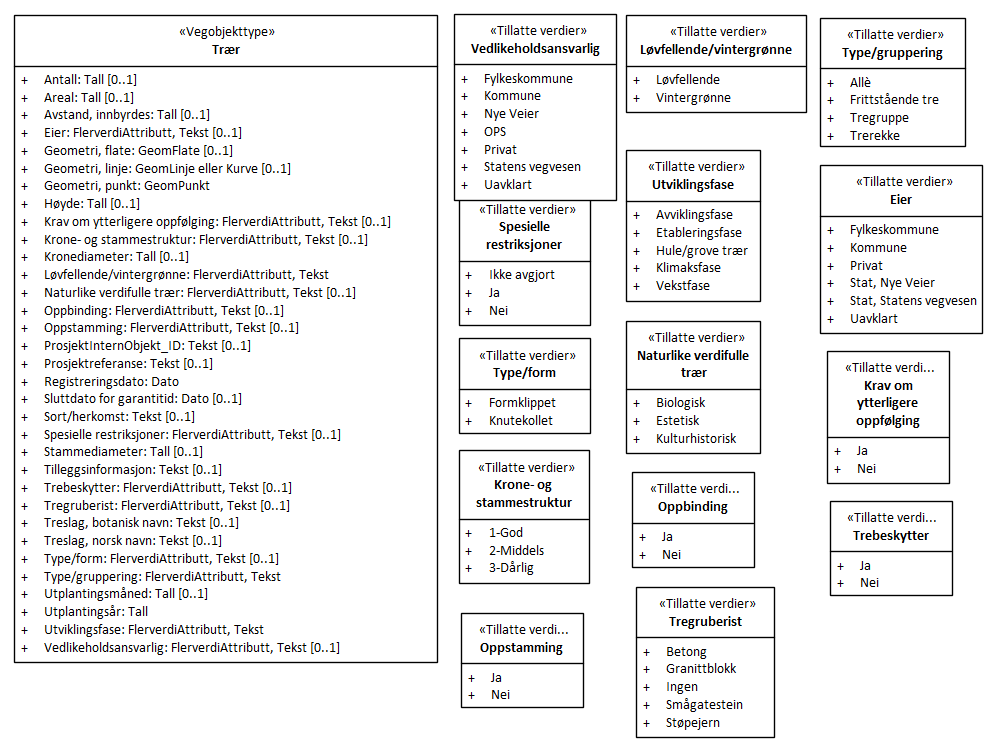 «Vegobjekttype»
Trær
+ Antall: Tall [0..1]
+ Areal: Tall [0..1]
+ Avstand, innbyrdes: Tall [0..1]
+ Eier: FlerverdiAttributt, Tekst [0..1]
+ Geometri, flate: GeomFlate [0..1]
+ Geometri, linje: GeomLinje eller Kurve [0..1]
+ Geometri, punkt: GeomPunkt
+ Høyde: Tall [0..1]
+ Krav om ytterligere oppfølging: FlerverdiAttributt, Tekst [0..1]
+ Krone- og stammestruktur: FlerverdiAttributt, Tekst [0..1]
+ Kronediameter: Tall [0..1]
+ Løvfellende/vintergrønne: FlerverdiAttributt, Tekst
+ Naturlike verdifulle trær: FlerverdiAttributt, Tekst [0..1]
+ Oppbinding: FlerverdiAttributt, Tekst [0..1]
+ Oppstamming: FlerverdiAttributt, Tekst [0..1]
+ ProsjektInternObjekt_ID: Tekst [0..1]
+ Prosjektreferanse: Tekst [0..1]
+ Registreringsdato: Dato
+ Sluttdato for garantitid: Dato [0..1]
+ Sort/herkomst: Tekst [0..1]
+ Spesielle restriksjoner: FlerverdiAttributt, Tekst [0..1]
+ Stammediameter: Tall [0..1]
+ Tilleggsinformasjon: Tekst [0..1]
+ Trebeskytter: FlerverdiAttributt, Tekst [0..1]
+ Tregruberist: FlerverdiAttributt, Tekst [0..1]
+ Treslag, botanisk navn: Tekst [0..1]
+ Treslag, norsk navn: Tekst [0..1]
+ Type/form: FlerverdiAttributt, Tekst [0..1]
+ Type/gruppering: FlerverdiAttributt, Tekst
+ Utplantingsmåned: Tall [0..1]
+ Utplantingsår: Tall
+ Utviklingsfase: FlerverdiAttributt, Tekst
+ Vedlikeholdsansvarlig: FlerverdiAttributt, Tekst [0..1]
«Tillatte verdier»
Vedlikeholdsansvarlig
+ Fylkeskommune
+ Kommune
+ Nye Veier
+ OPS
+ Privat
+ Statens vegvesen
+ Uavklart
«Tillatte verdier»
Spesielle
restriksjoner
+ Ikke avgjort
+ Ja
+ Nei
«Tillatte verdier»
Type/form
+ Formklippet
+ Knutekollet
«Tillatte verdier»
Krone- og
stammestruktur
+ 1-God
+ 2-Middels
+ 3-Dårlig
«Tillatte verdi...
Oppstamming
+ Ja
+ Nei
«Tillatte verdier»
Løvfellende/vintergrønne
+ Løvfellende
+ Vintergrønne
«Tillatte verdier»
Utviklingsfase
+ Avviklingsfase
+ Etableringsfase
+ Hule/grove trær
+ Klimaksfase
+ Vekstfase
«Tillatte verdier»
Naturlike verdifulle
trær
+ Biologisk
+ Estetisk
+ Kulturhistorisk
«Tillatte verdi...
Oppbinding
+ Ja
+ Nei
«Tillatte verdier»
Tregruberist
+ Betong
+ Granittblokk
+ Ingen
+ Smågatestein
+ Støpejern
«Tillatte verdier»
Type/gruppering
+ Allè
+ Frittstående tre
+ Tregruppe
+ Trerekke
«Tillatte verdier»
Eier
+ Fylkeskommune
+ Kommune
+ Privat
+ Stat, Nye Veier
+ Stat, Statens vegvesen
+ Uavklart
«Tillatte verdi...
Krav om
ytterligere
oppfølging
+ Ja
+ Nei
«Tillatte verdi...
Trebeskytter
+ Ja
+ Nei